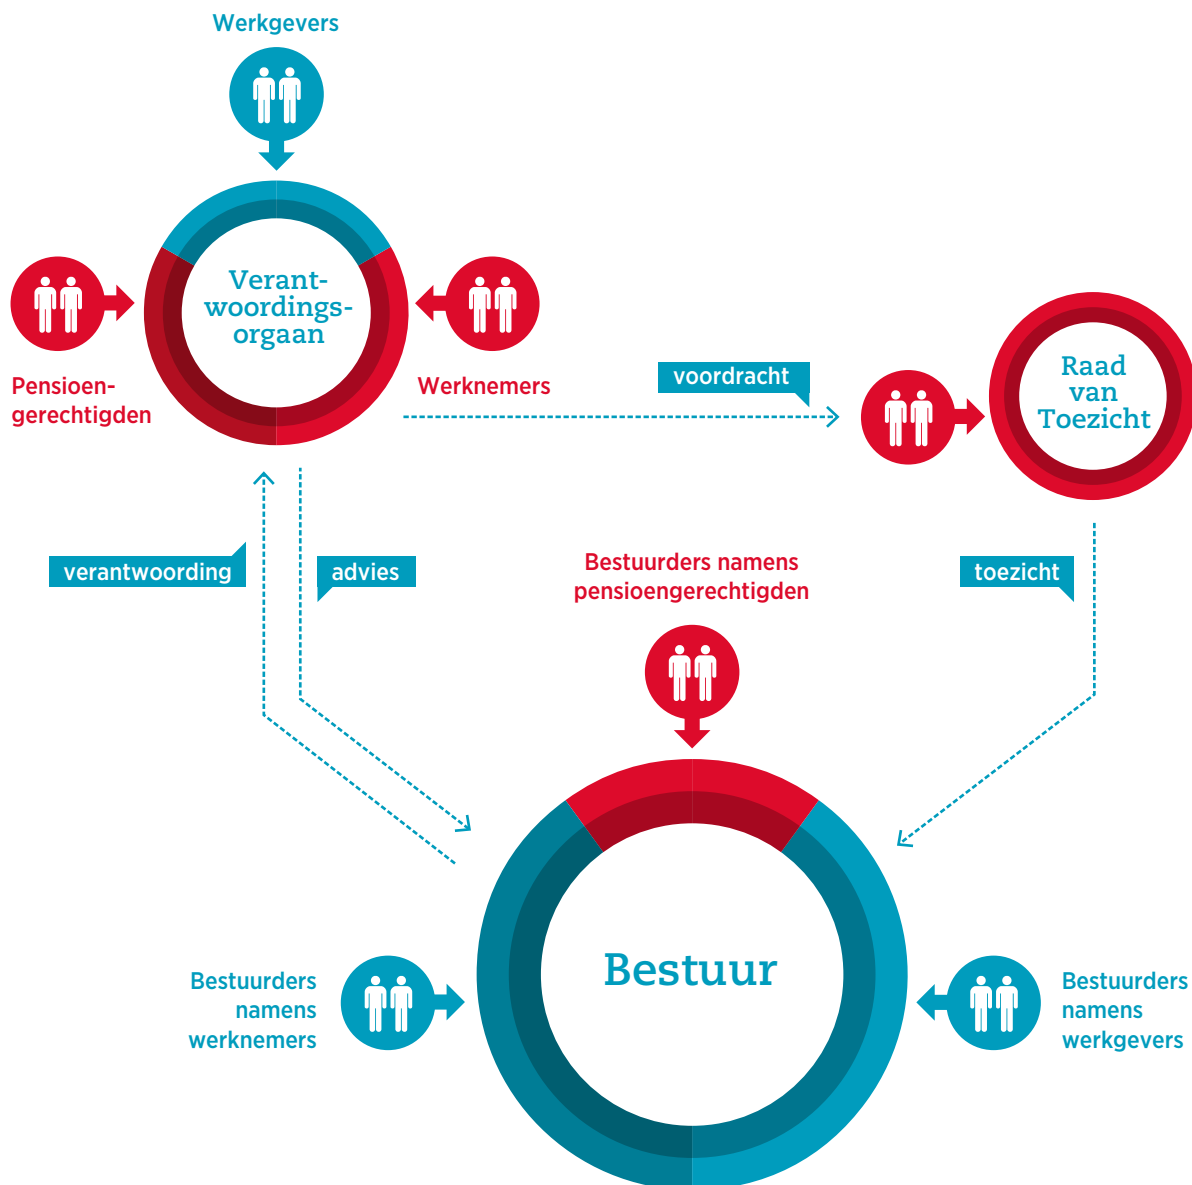 Werkgevers
Verant-
woordings-
orgaan
Pensioen-
gerechtigden
Werknemers
voordracht
Raad
van
Toezicht
verantwoording
advies
Bestuurders namens
pensioengerechtigden
toezicht
Bestuur
Bestuurders
namens
werknemers
Bestuurders
namens
werkgevers